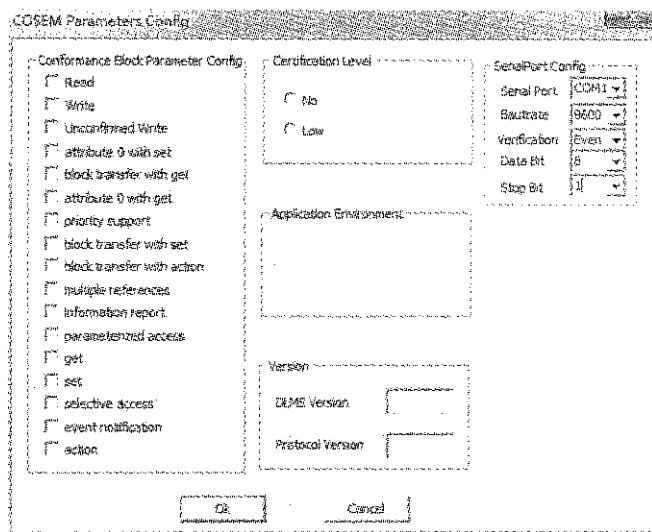 COSEM Parameters Config
Conformance Block Parameter Config
Read
Write
Unconfirmed Write
attribute 0 with set
block transfer with get
attribute 0 with get
priority support
block transfer with set
block transfer with action
multiple references
information report
parameterized access
get
set
selective access
event notification
action
Certification Level
No
Low
Application Environment
Version
DLMS Version
Protocol Version
SerialPort Config
Serial Port COM1
Bautrate 9600
Verification Even
Data Bit 8
Stop Bit 1
Ok Cancel